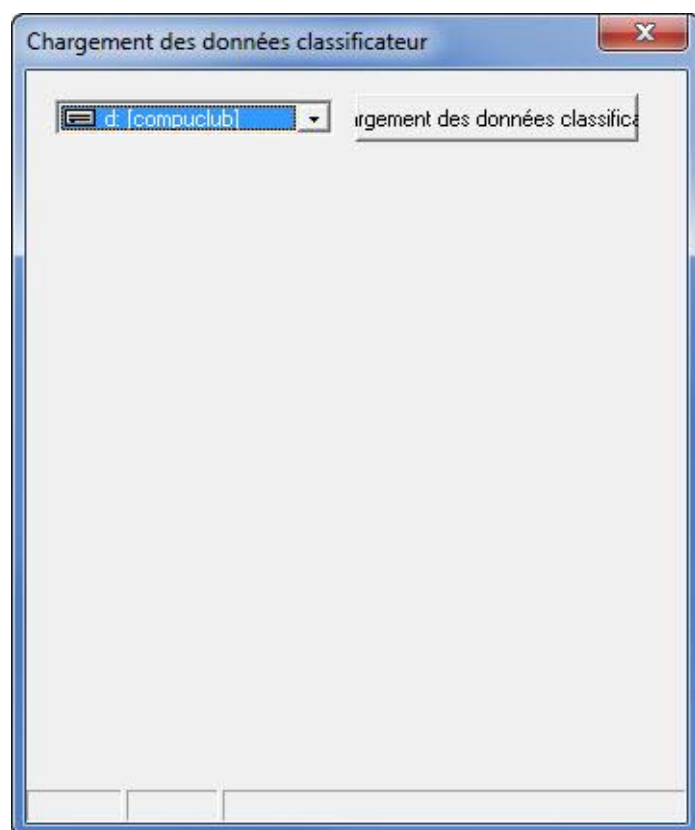 Chargement des données classificateur
d: [compuclub]
rgement des données classifica